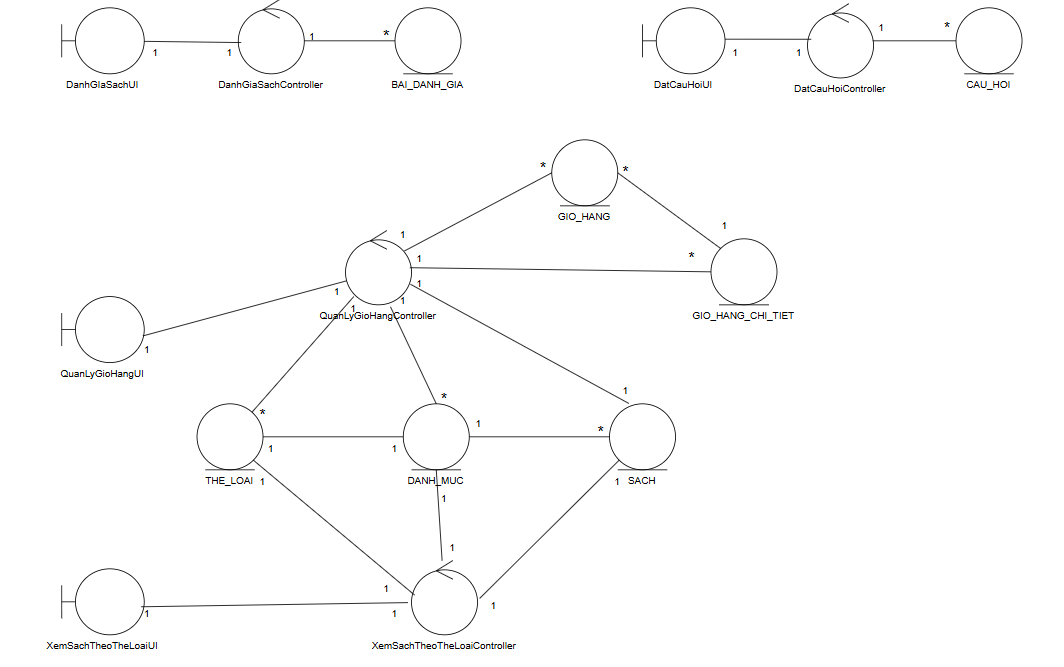 1
*
1
*
1
1
1
1
DanhGIaSachUI
DanhGiaSachController
BAI_DANH_GIA
DatCauHoiUI
DatCauHoiController
CAU_HOI
*
*
GIO_HANG
1
1
1
*
1
1
1
1
QuanLyGioHangController
GIO_HANG_CHI_TIET
1
QuanLyGioHangUI
1
*
*
1
*
1
1
THE_LOAI
1
DANH_MUC
1
SACH
1
1
1
1
1
1
XemSachTheoTheLoaiUI
XemSachTheoTheLoaiController